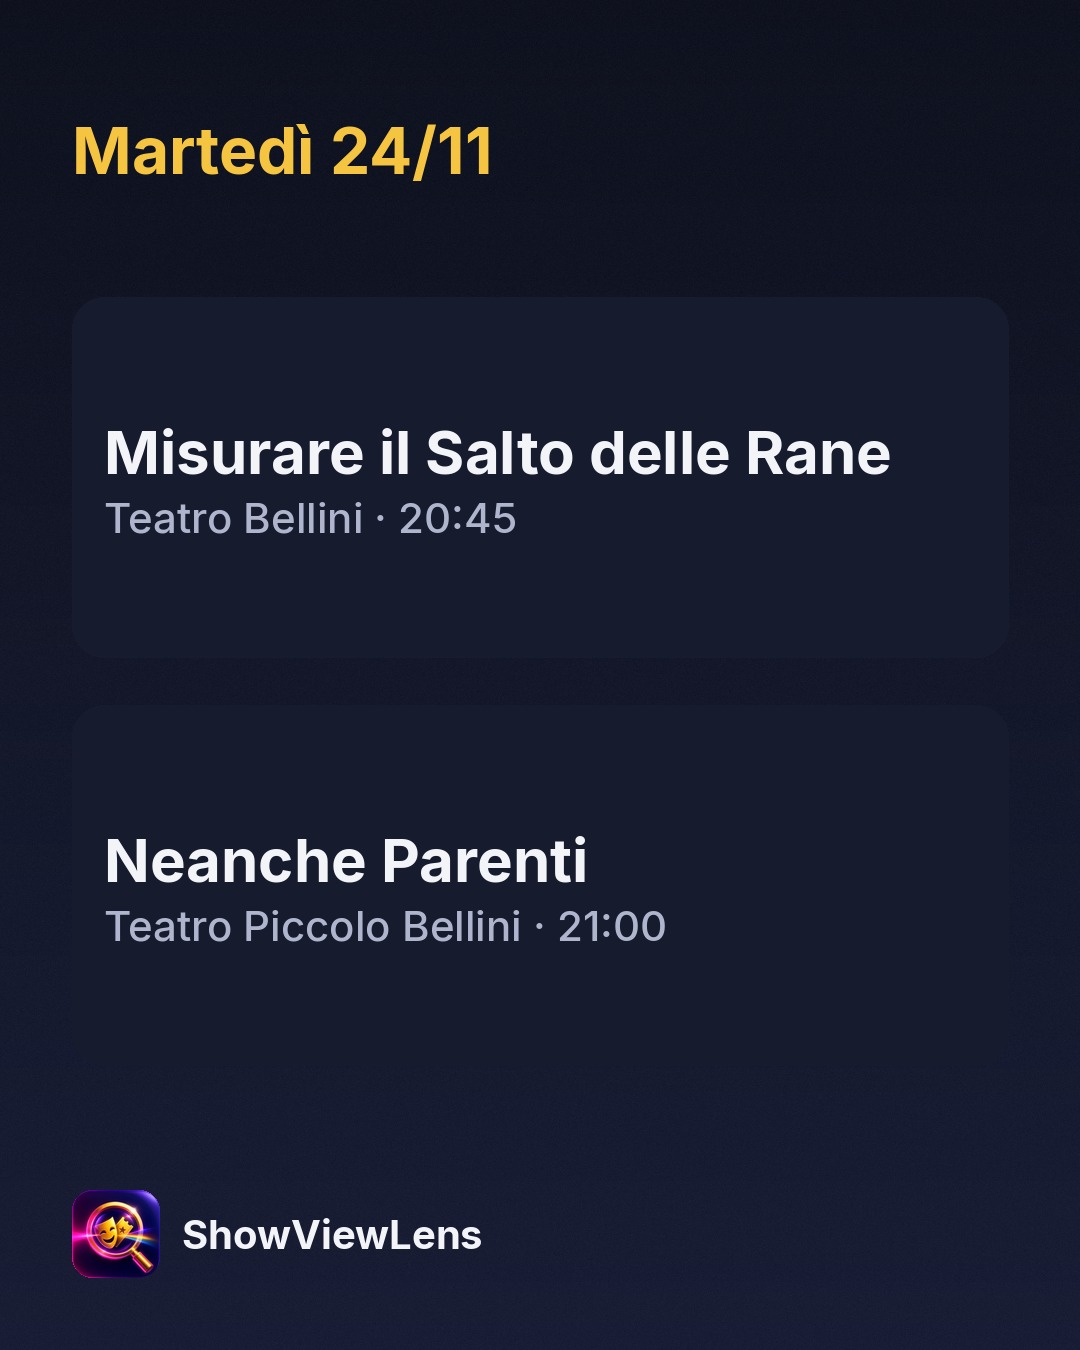 Martedì 24/11
Misurare il Salto delle Rane
Teatro Bellini · 20:45
Neanche Parenti
Teatro Piccolo Bellini · 21:00
ShowViewLens